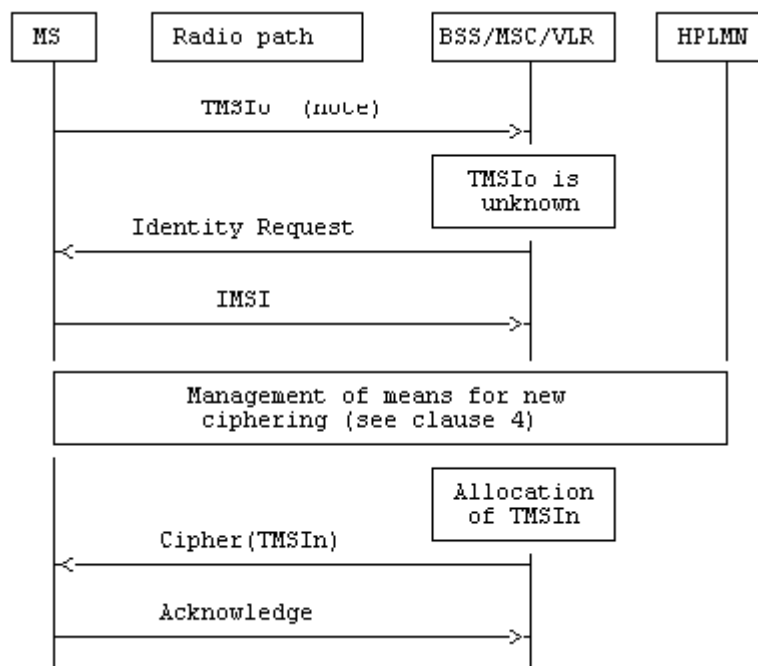 MS
Radio path
BSS/MSC/VLR
HPLMN
TMSIo (note)
TMSIo is
unknown
Identity Request
IMSI
Management of means for new
ciphering (see clause 4)
Allocation
of TMSIn
Cipher(TMSIn)
Acknowledge